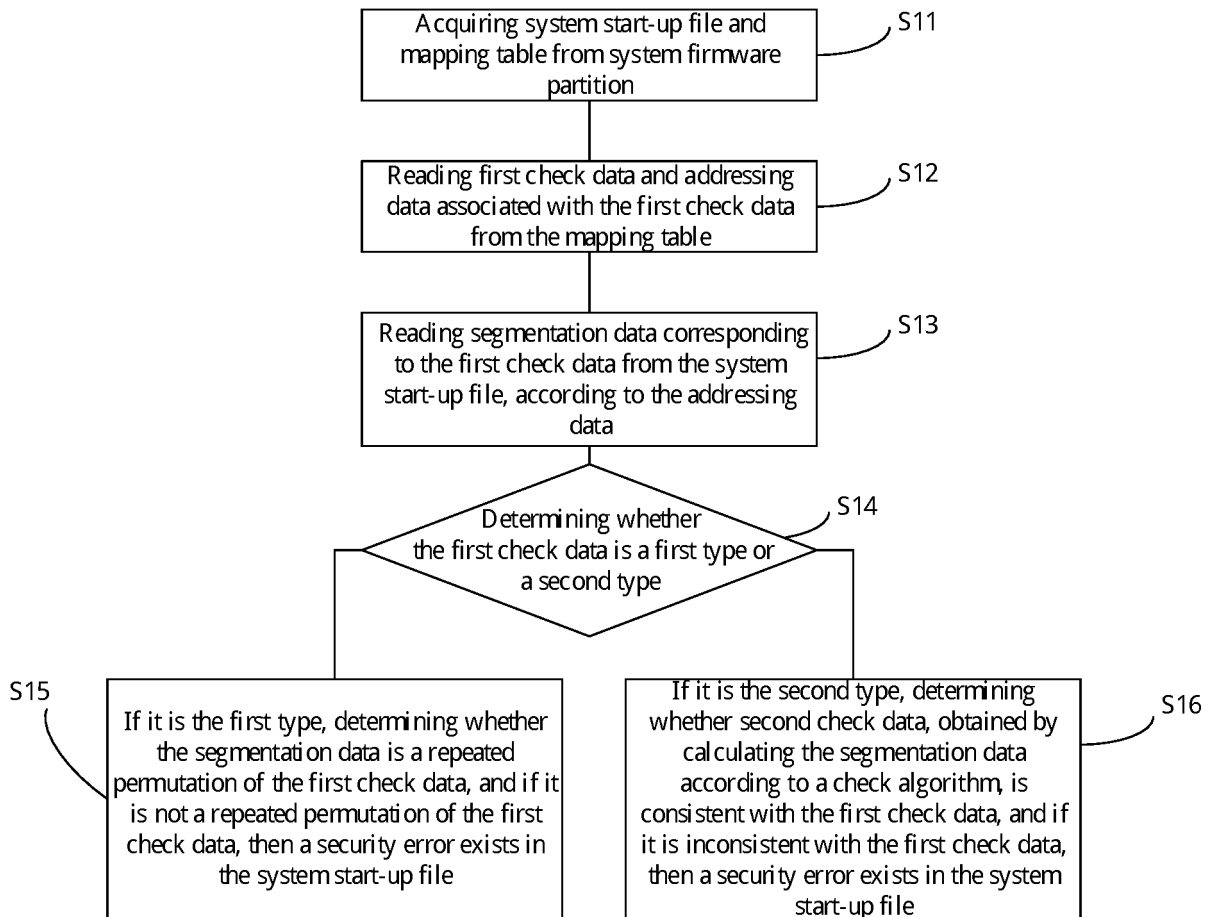 Acquiring system start-up file and
mapping table from system firmware
partition
S11
Reading first check data and addressing
data associated with the first check data
from the mapping table
S12
Reading segmentation data corresponding
to the first check data from the system
start-up file, according to the addressing
data
S13
Determining whether
the first check data is a first type or
a second type
S14
S15
If it is the first type, determining whether
the segmentation data is a repeated
permutation of the first check data, and if it
is not a repeated permutation of the first
check data, then a security error exists in
the system start-up file
If it is the second type, determining
whether second check data, obtained by
calculating the segmentation data
according to a check algorithm, is
consistent with the first check data, and if
it is inconsistent with the first check data,
then a security error exists in the system
start-up file
S16